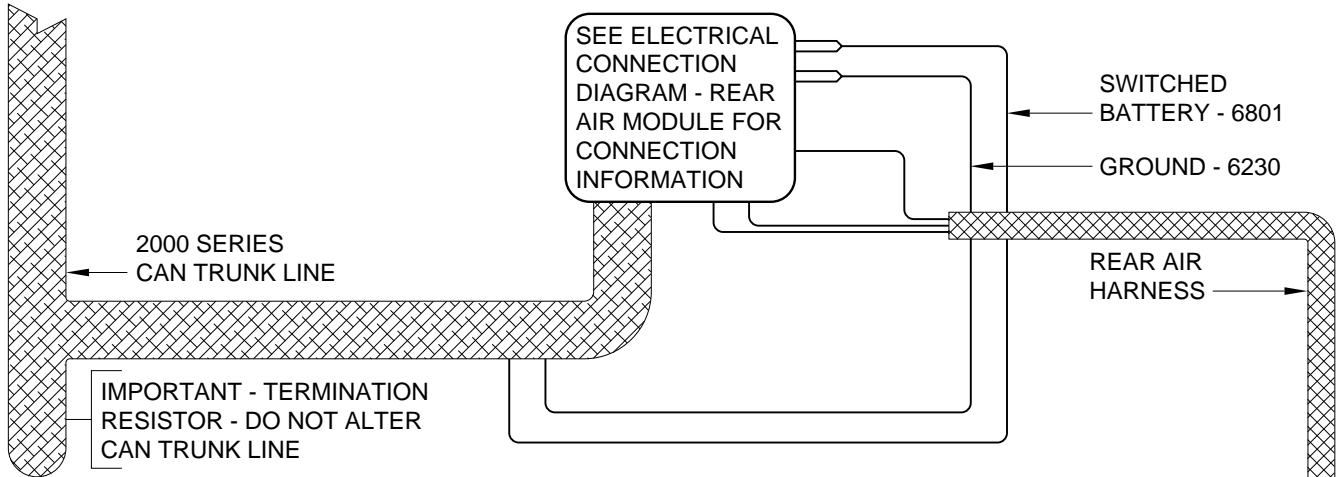 SEE ELECTRICAL
CONNECTION
DIAGRAM - REAR
AIR MODULE FOR
CONNECTION
INFORMATION
SWITCHED
BATTERY - 6801
GROUND - 6230
2000 SERIES
CAN TRUNK LINE
REAR AIR
HARNESS
IMPORTANT - TERMINATION
RESISTOR - DO NOT ALTER
CAN TRUNK LINE